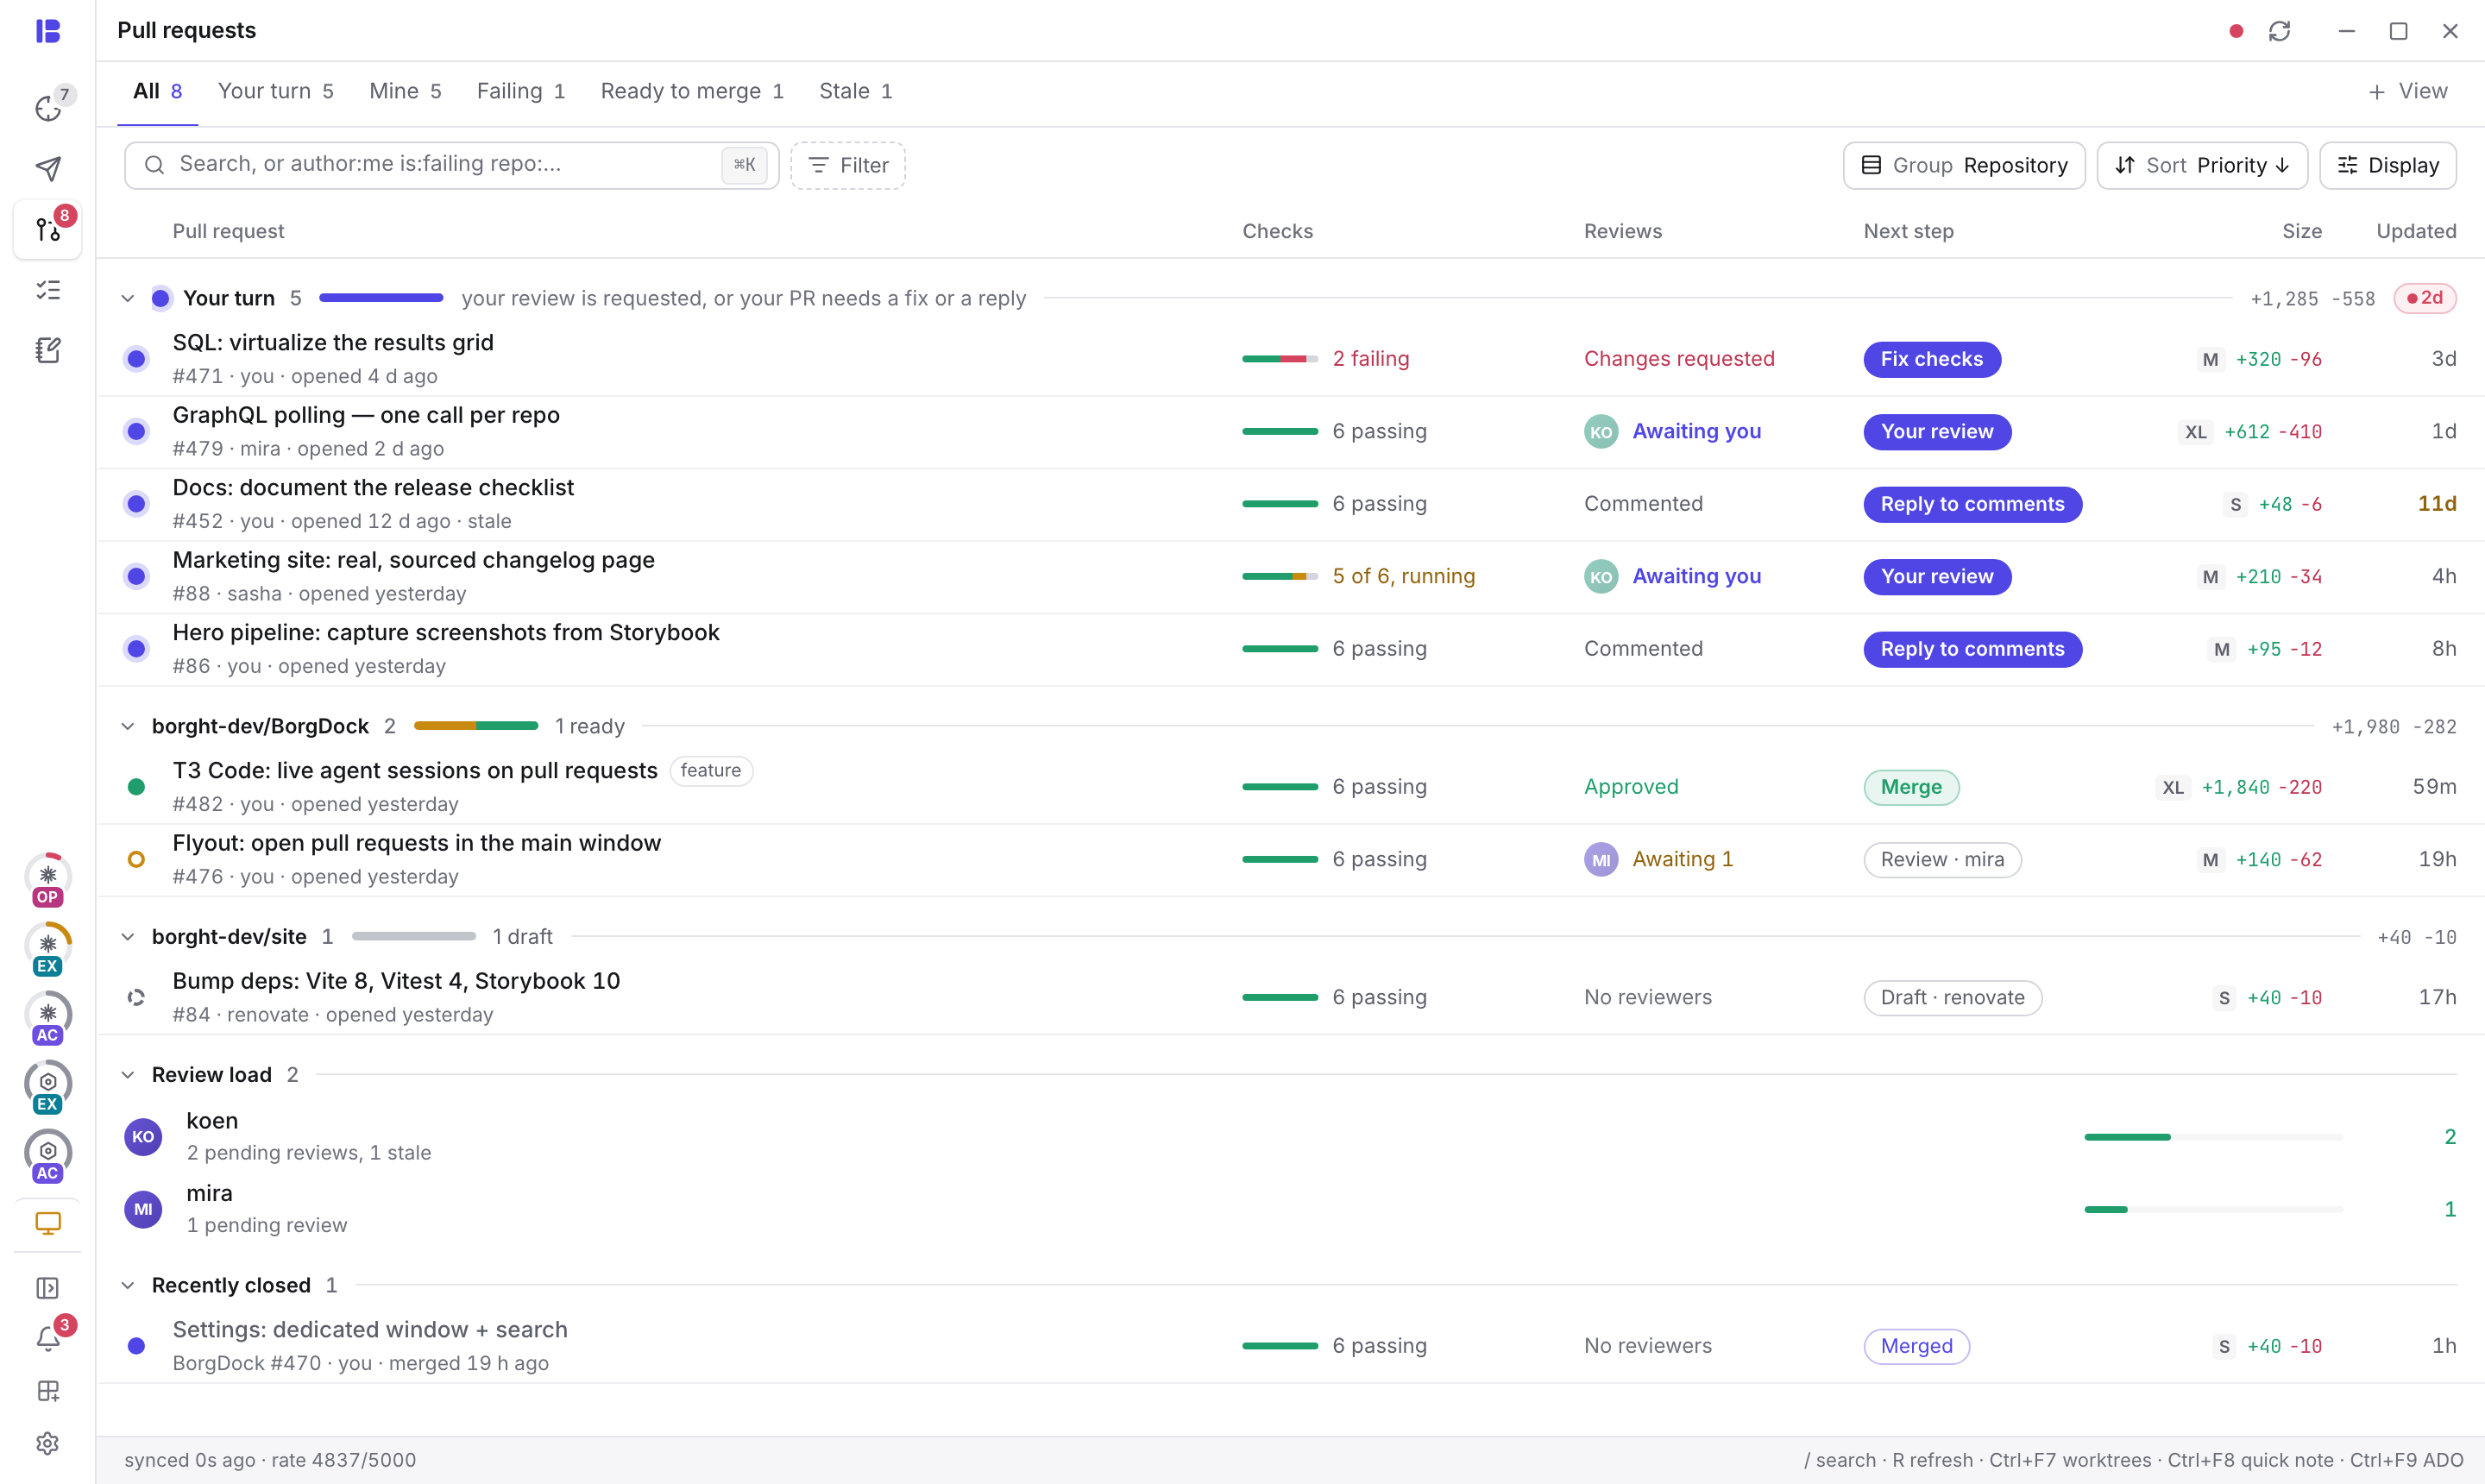 Pull requests
7
8
All 8 Your turn 5 Mine 5 Failing 1 Ready to merge 1 Stale 1 + View
Search, or author:me is:failing repo:... ⌘K Filter Group Repository Sort Priority ↓ Display
Pull request Checks Reviews Next step Size Updated
Your turn 5 your review is requested, or your PR needs a fix or a reply +1,285 -558 2d
SQL: virtualize the results grid
#471 · you · opened 4 d ago
2 failing Changes requested Fix checks M +320 -96 3d
GraphQL polling — one call per repo
#479 · mira · opened 2 d ago
6 passing KO Awaiting you Your review XL +612 -410 1d
Docs: document the release checklist
#452 · you · opened 12 d ago · stale
6 passing Commented Reply to comments S +48 -6 11d
Marketing site: real, sourced changelog page
#88 · sasha · opened yesterday
5 of 6, running KO Awaiting you Your review M +210 -34 4h
Hero pipeline: capture screenshots from Storybook
#86 · you · opened yesterday
6 passing Commented Reply to comments M +95 -12 8h
borght-dev/BorgDock 2 1 ready +1,980 -282
T3 Code: live agent sessions on pull requests feature
#482 · you · opened yesterday
6 passing Approved Merge XL +1,840 -220 59m
Flyout: open pull requests in the main window
#476 · you · opened yesterday
6 passing MI Awaiting 1 Review · mira M +140 -62 19h
borght-dev/site 1 1 draft +40 -10
Bump deps: Vite 8, Vitest 4, Storybook 10
#84 · renovate · opened yesterday
6 passing No reviewers Draft · renovate S +40 -10 17h
Review load 2
KO koen
2 pending reviews, 1 stale
2
MI mira
1 pending review
1
Recently closed 1
Settings: dedicated window + search
BorgDock #470 · you · merged 19 h ago
6 passing No reviewers Merged S +40 -10 1h
OP
EX
AC
EX
AC
3
synced 0s ago · rate 4837/5000 / search · R refresh · Ctrl+F7 worktrees · Ctrl+F8 quick note · Ctrl+F9 ADO